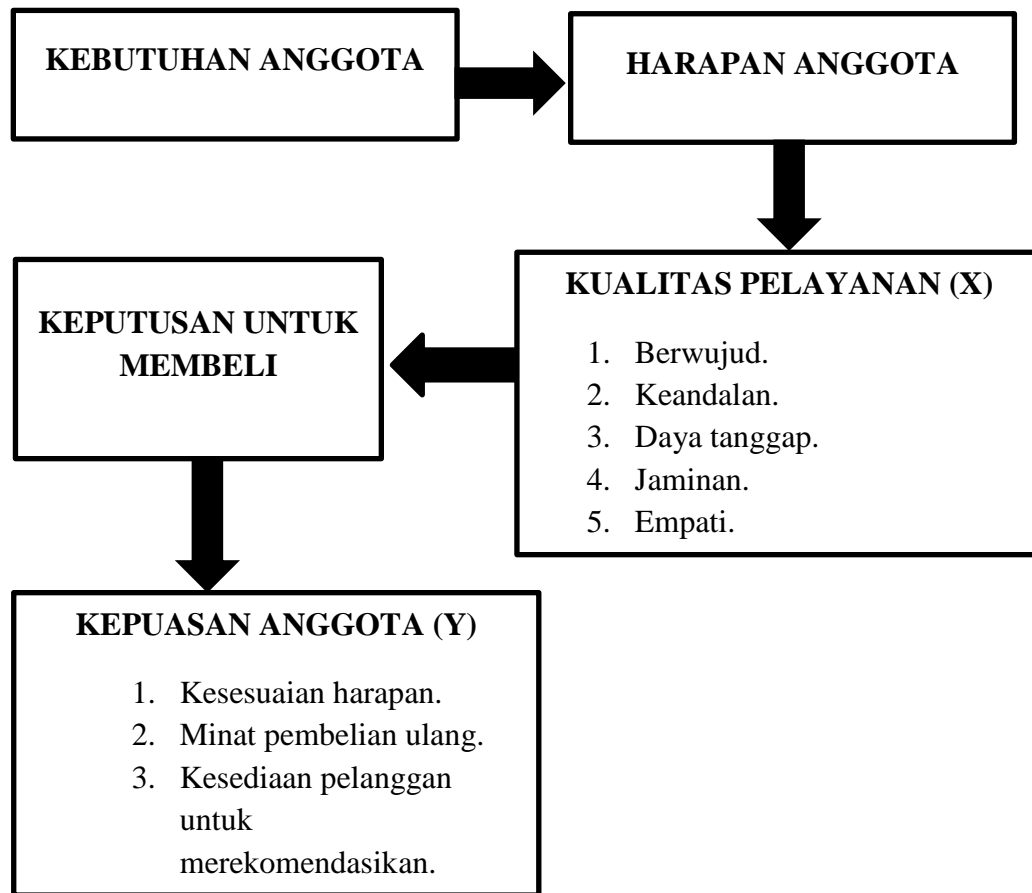 KEBUTUHAN ANGGOTA
HARAPAN ANGGOTA
KUALITAS PELAYANAN (X)
1. Berwujud.
2. Keandalan.
3. Daya tanggap.
4. Jaminan.
5. Empati.
KEPUTUSAN UNTUK
MEMBELI
KEPUASAN ANGGOTA (Y)
1. Kesesuaian harapan.
2. Minat pembelian ulang.
3. Kesediaan pelanggan
untuk
merekomendasikan.